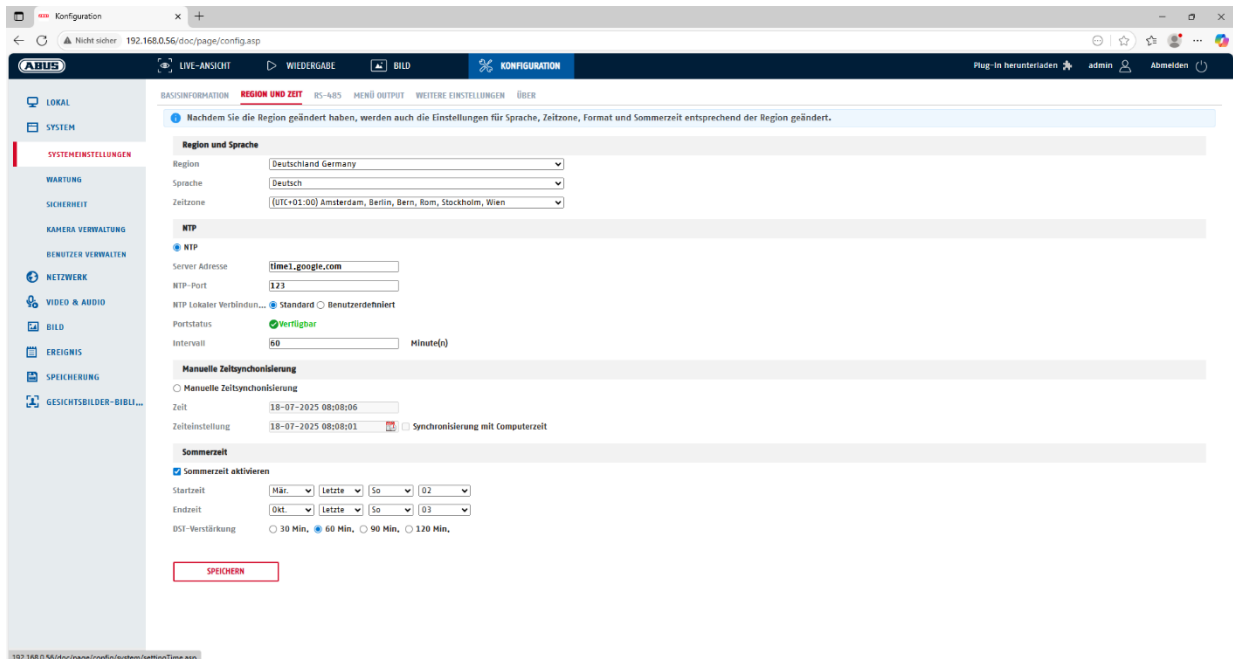 ABUS Konfiguration
Nicht sicher 192.168.0.56/doc/page/config.asp
ABUS LIVE-ANSICHT WIEDERGABE BILD KONFIGURATION Plug-In herunterladen admin Abmelden
LOKAL
SYSTEM
SYSTEMEINSTELLUNGEN
WARTUNG
SICHERHEIT
KAMERA VERWALTUNG
BENUTZER VERWALTEN
NETZWERK
VIDEO & AUDIO
BILD
EREIGNIS
SPEICHERUNG
GESICHTSBILDER-BIBLI...
BASISINFORMATION REGION UND ZEIT RS-485 MENÜ OUTPUT WEITERE EINSTELLUNGEN ÜBER
Nachdem Sie die Region geändert haben, werden auch die Einstellungen für Sprache, Zeitzone, Format und Sommerzeit entsprechend der Region geändert.
Region und Sprache
Region Deutschland Germany
Sprache Deutsch
Zeitzone (UTC+01:00) Amsterdam, Berlin, Bern, Rom, Stockholm, Wien
NTP
NTP
Server Adresse time1.google.com
NTP-Port 123
NTP Lokaler Verbindun... Standard Benutzerdefiniert
Portstatus Verfügbar
Intervall 60 Minute(n)
Manuelle Zeitsynchonisierung
Manuelle Zeitsynchonisierung
Zeit 18-07-2025 08:08:06
Zeiteinstellung 18-07-2025 08:08:01 Synchronisierung mit Computerzeit
Sommerzeit
Sommerzeit aktivieren
Startzeit Mär. Letzte So 02
Endzeit Okt. Letzte So 03
DST-Verstärkung 30 Min. 60 Min. 90 Min. 120 Min.
SPEICHERN
192.168.0.56/doc/page/config/system/settingTime.asp